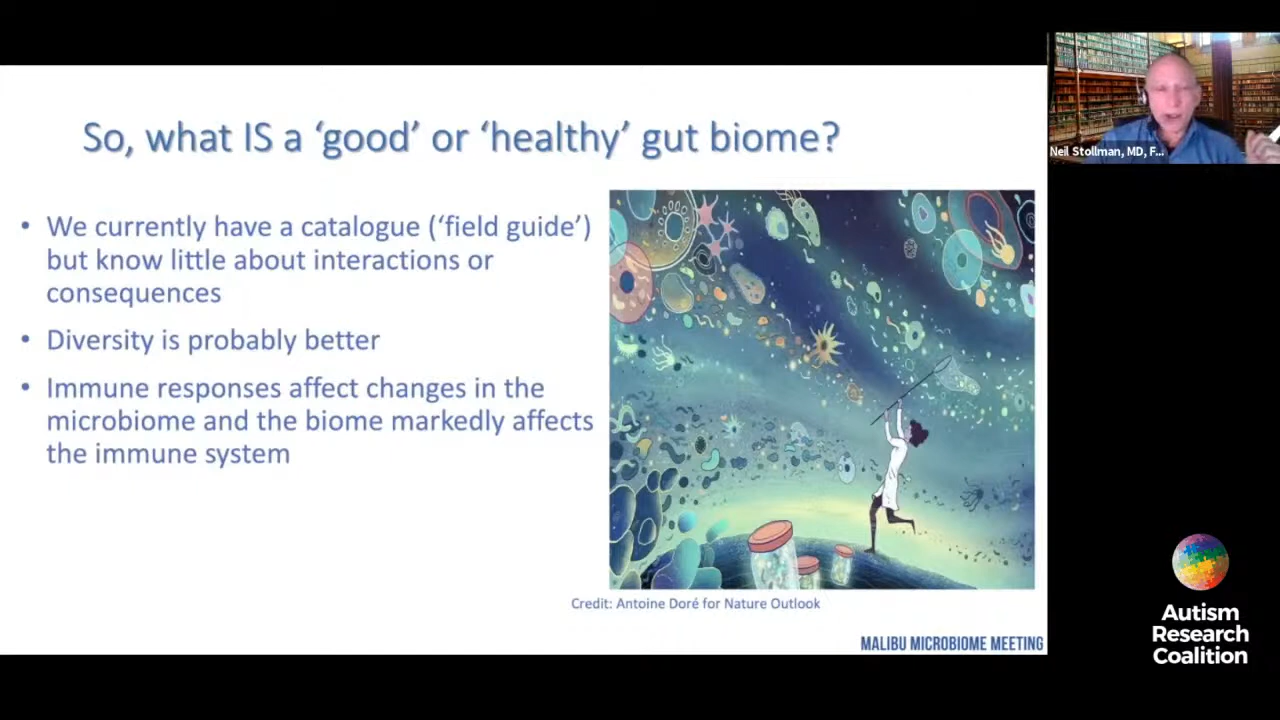 So, what IS a ‘good’ or ‘healthy’ gut biome?
• We currently have a catalogue (‘field guide’)
but know little about interactions or
consequences
• Diversity is probably better
• Immune responses affect changes in the
microbiome and the biome markedly affects
the immune system
Credit: Antoine Doré for Nature Outlook
MALIBU MICROBIOME MEETING
Neil Stollman, MD, F...
Autism
Research
Coalition